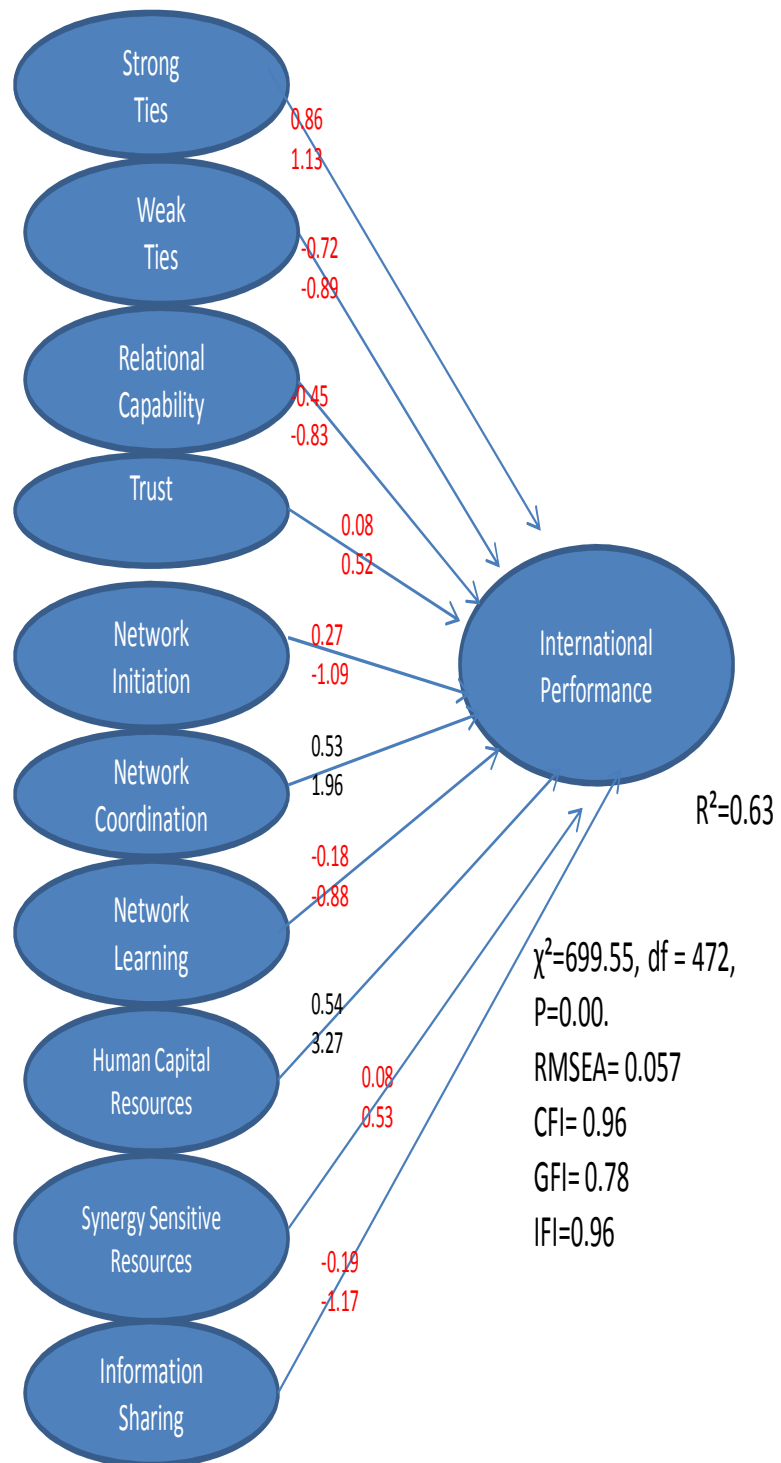 Strong
Ties
0.86
1.13
Weak
Ties
-0.72
-0.89
Relational
Capability
-0.45
-0.83
Trust
0.08
0.52
Network
Initiation
0.27
-1.09
International
Performance
Network
Coordination
0.53
1.96
R²=0.63
Network
Learning
-0.18
-0.88
χ²=699.55, df = 472,
P=0.00.
RMSEA= 0.057
CFI= 0.96
GFI= 0.78
IFI=0.96
Human Capital
Resources
0.54
3.27
Synergy Sensitive
Resources
0.08
0.53
Information
Sharing
-0.19
-1.17